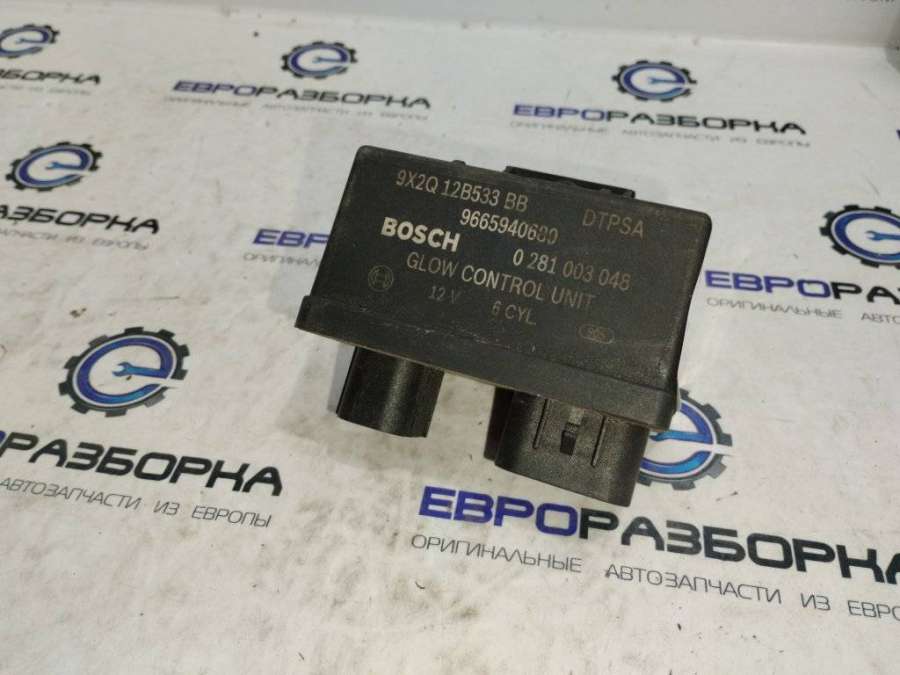 ЕВРОРАЗБОРКА
ОРИГИНАЛЬНЫЕ АВТОЗАПЧАСТИ ИЗ ЕВРОПЫ
9X2Q 12B533 BB DTPSA
9665940680
BOSCH 0 281 003 048
GLOW CONTROL UNIT
12 V 6 CYL.
РАЗБОРКА
АВТОЗАПЧАСТИ ИЗ ЕВРОПЫ
ЕВРОРАЗБОРКА
ОРИГИНАЛЬНЫЕ АВТОЗАПЧАСТИ ИЗ ЕВРОПЫ